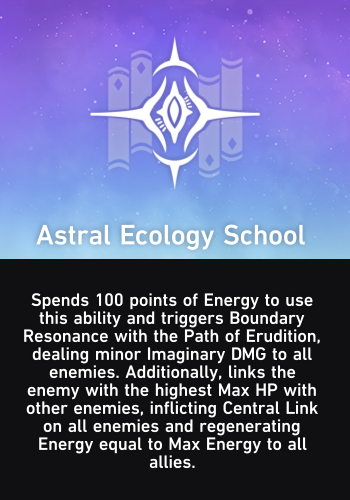 Astral Ecology School
Spends 100 points of Energy to use
this ability and triggers Boundary
Resonance with the Path of Erudition,
dealing minor Imaginary DMG to all
enemies. Additionally, links the
enemy with the highest Max HP with
other enemies, inflicting Central Link
on all enemies and regenerating
Energy equal to Max Energy to all
allies.